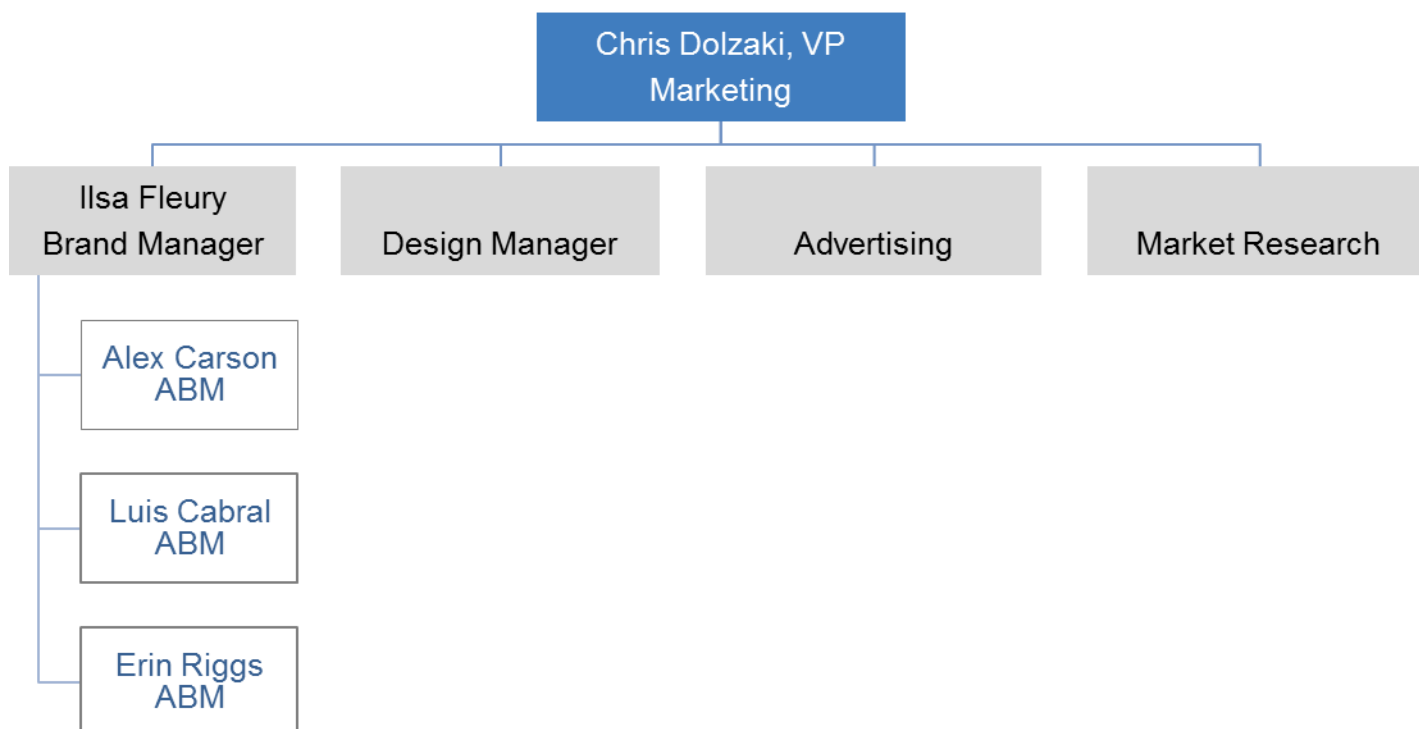 Chris Dolzaki, VP
Marketing
Ilsa Fleury
Brand Manager
Design Manager
Advertising
Market Research
Alex Carson
ABM
Luis Cabral
ABM
Erin Riggs
ABM